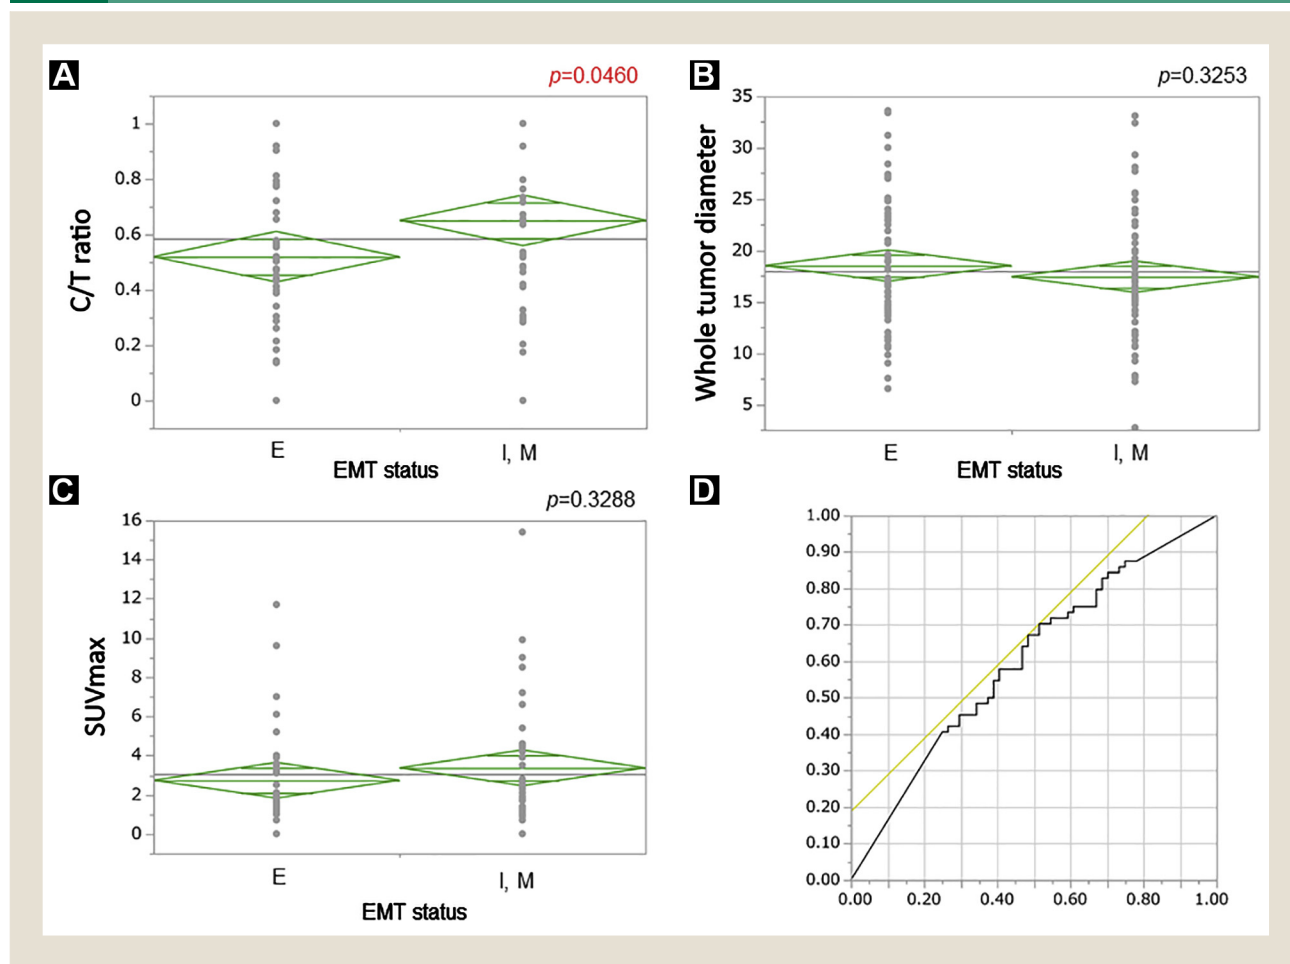 A
p=0.0460
C/T ratio
1
0.8
0.6
0.4
0.2
0
E
I, M
EMT status
B
p=0.3253
Whole tumor diameter
35
30
25
20
15
10
5
E
I, M
EMT status
C
p=0.3288
SUVmax
16
14
12
10
8
6
4
2
0
E
I, M
EMT status
D
1.00
0.90
0.80
0.70
0.60
0.50
0.40
0.30
0.20
0.10
0.00
0.00 0.20 0.40 0.60 0.80 1.00